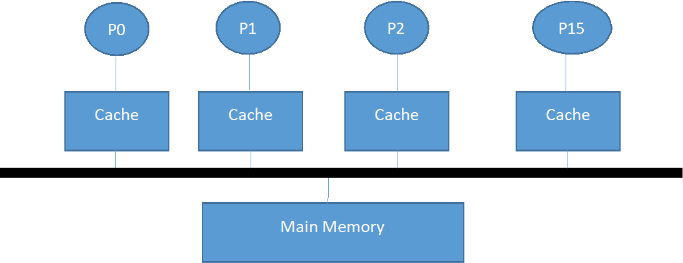 P0 P1 P2 P15
Cache Cache Cache Cache
Main Memory